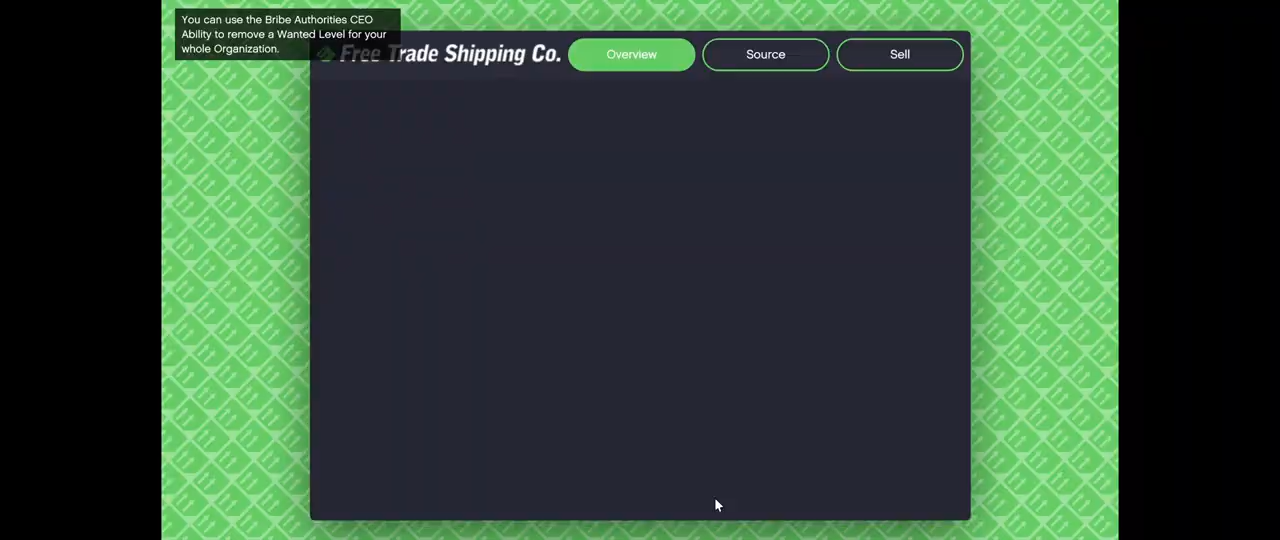 You can use the Bribe Authorities CEO
Ability to remove a Wanted Level for your
whole Organization.
Free Trade Shipping Co.
Overview
Source
Sell